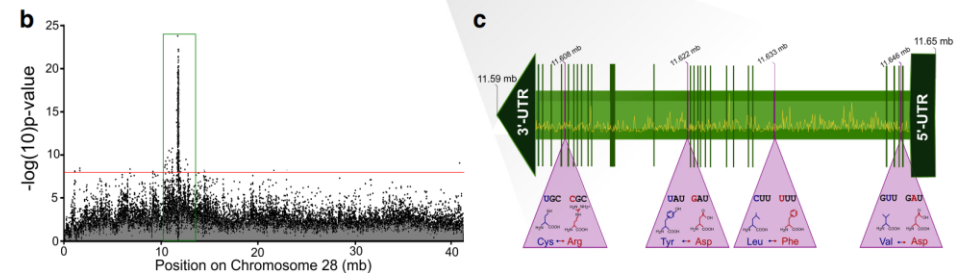 b
-log(10)p-value
25
20
15
10
5
0
0
10
20
30
40
Position on Chromosome 28 (mb)
c
11.59 mb
11.608 mb
11.622 mb
11.633 mb
11.646 mb
11.65 mb
3'-UTR
5'-UTR
UGC CGC
Cys ↔ Arg
UAU GAU
Tyr ↔ Asp
CUU UUU
Leu ↔ Phe
GUU GAU
Val ↔ Asp